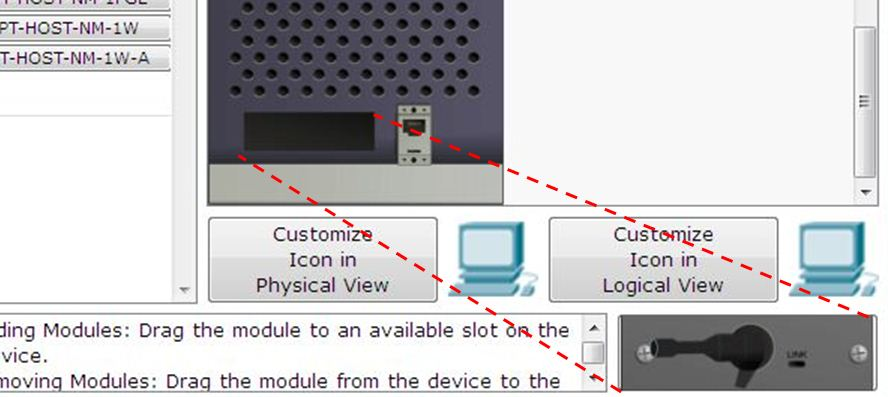 PT-HOST-NM-1W
T-HOST-NM-1W-A
Customize
Icon in
Physical View
Customize
Icon in
Logical View
ding Modules: Drag the module to an available slot on the
vice.
moving Modules: Drag the module from the device to the
LINK